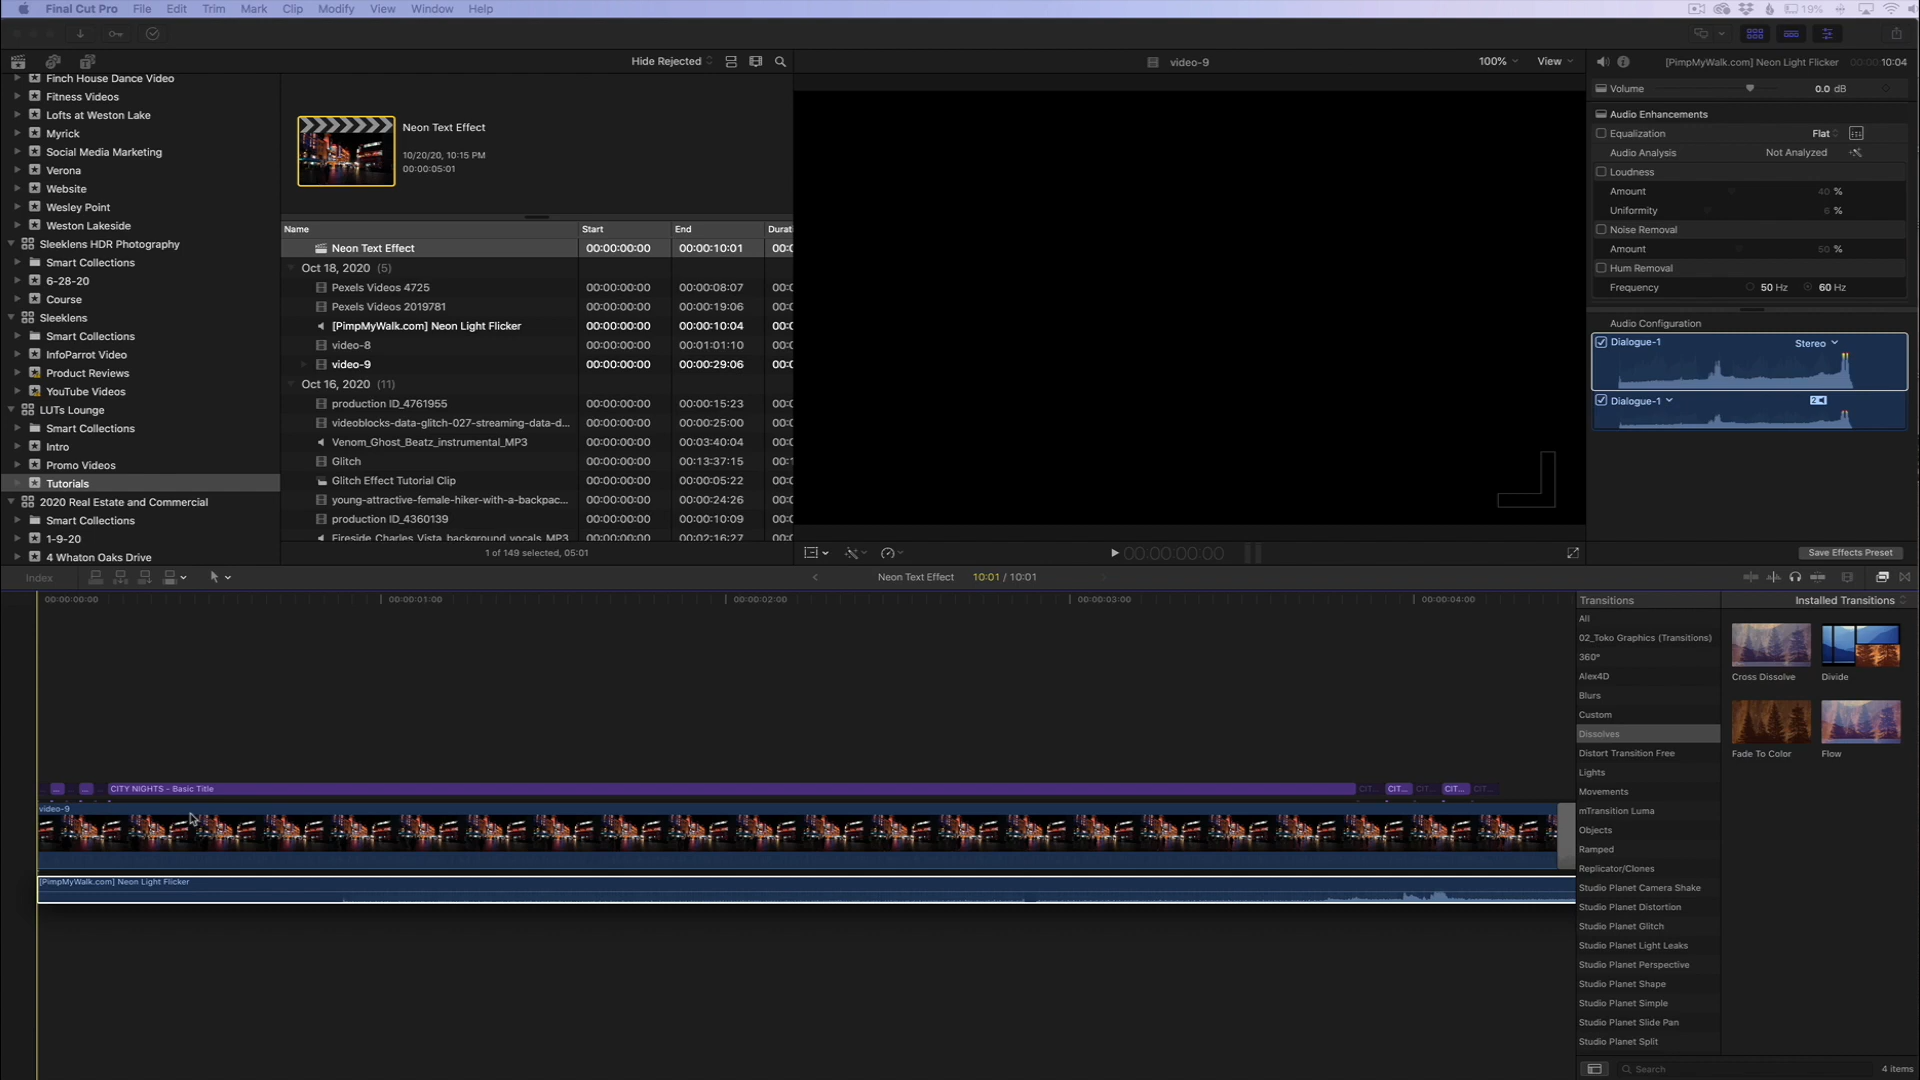 Final Cut Pro File Edit Trim Mark Clip Modify View Window Help 19%
Hide Rejected
video-9
100% View
[PimpMyWalk.com] Neon Light Flicker 00:00:10:04
Finch House Dance Video
Fitness Videos
Lofts at Weston Lake
Myrick
Social Media Marketing
Verona
Website
Wesley Point
Weston Lakeside
Sleeklens HDR Photography
Smart Collections
6-28-20
Course
Sleeklens
Smart Collections
InfoParrot Video
Product Reviews
YouTube Videos
LUTs Lounge
Smart Collections
Intro
Promo Videos
Tutorials
2020 Real Estate and Commercial
Smart Collections
1-9-20
4 Whaton Oaks Drive
Neon Text Effect
10/20/20, 10:15 PM
00:00:05:01
Name Start End
Neon Text Effect 00:00:00:00 00:00:10:01
Oct 18, 2020 (5)
Pexels Videos 4725 00:00:00:00 00:00:08:07
Pexels Videos 2019781 00:00:00:00 00:00:19:06
[PimpMyWalk.com] Neon Light Flicker 00:00:00:00 00:00:10:04
video-8 00:00:00:00 00:01:01:10
video-9 00:00:00:00 00:00:29:06
Oct 16, 2020 (11)
production ID_4761955 00:00:00:00 00:00:15:23
videoblocks-data-glitch-027-streaming-data-d... 00:00:00:00 00:00:25:00
Venom_Ghost_Beatz_instrumental_MP3 00:00:00:00 00:03:40:04
Glitch 00:00:00:00 00:13:37:15
Glitch Effect Tutorial Clip 00:00:00:00 00:00:05:22
young-attractive-female-hiker-with-a-backpac... 00:00:00:00 00:00:24:26
production ID_4360139 00:00:00:00 00:00:10:09
Fireside Charles Vista background vocals MP3 00:00:00:00 00:02:16:27
1 of 149 selected, 05:01
00:00:00:00
Volume 0.0 dB
Audio Enhancements
Equalization Flat
Audio Analysis Not Analyzed
Loudness
Amount 40 %
Uniformity 6 %
Noise Removal
Amount 50 %
Hum Removal
Frequency 50 Hz 60 Hz
Audio Configuration
Dialogue-1 Stereo
Dialogue-1 2
Save Effects Preset
Index
Neon Text Effect 10:01 / 10:01
00:00:00:00 00:00:01:00 00:00:02:00 00:00:03:00 00:00:04:00
... ... CITY NIGHTS - Basic Title CIT... CIT... CIT... CIT... CIT...
video-9
[PimpMyWalk.com] Neon Light Flicker
Transitions Installed Transitions
All
02_Toko Graphics (Transitions)
360°
Alex4D
Blurs
Custom
Dissolves
Distort Transition Free
Lights
Movements
mTransition Luma
Objects
Ramped
Replicator/Clones
Studio Planet Camera Shake
Studio Planet Distortion
Studio Planet Glitch
Studio Planet Light Leaks
Studio Planet Perspective
Studio Planet Shape
Studio Planet Simple
Studio Planet Slide Pan
Studio Planet Split
Cross Dissolve Divide
Fade To Color Flow
Search 4 items